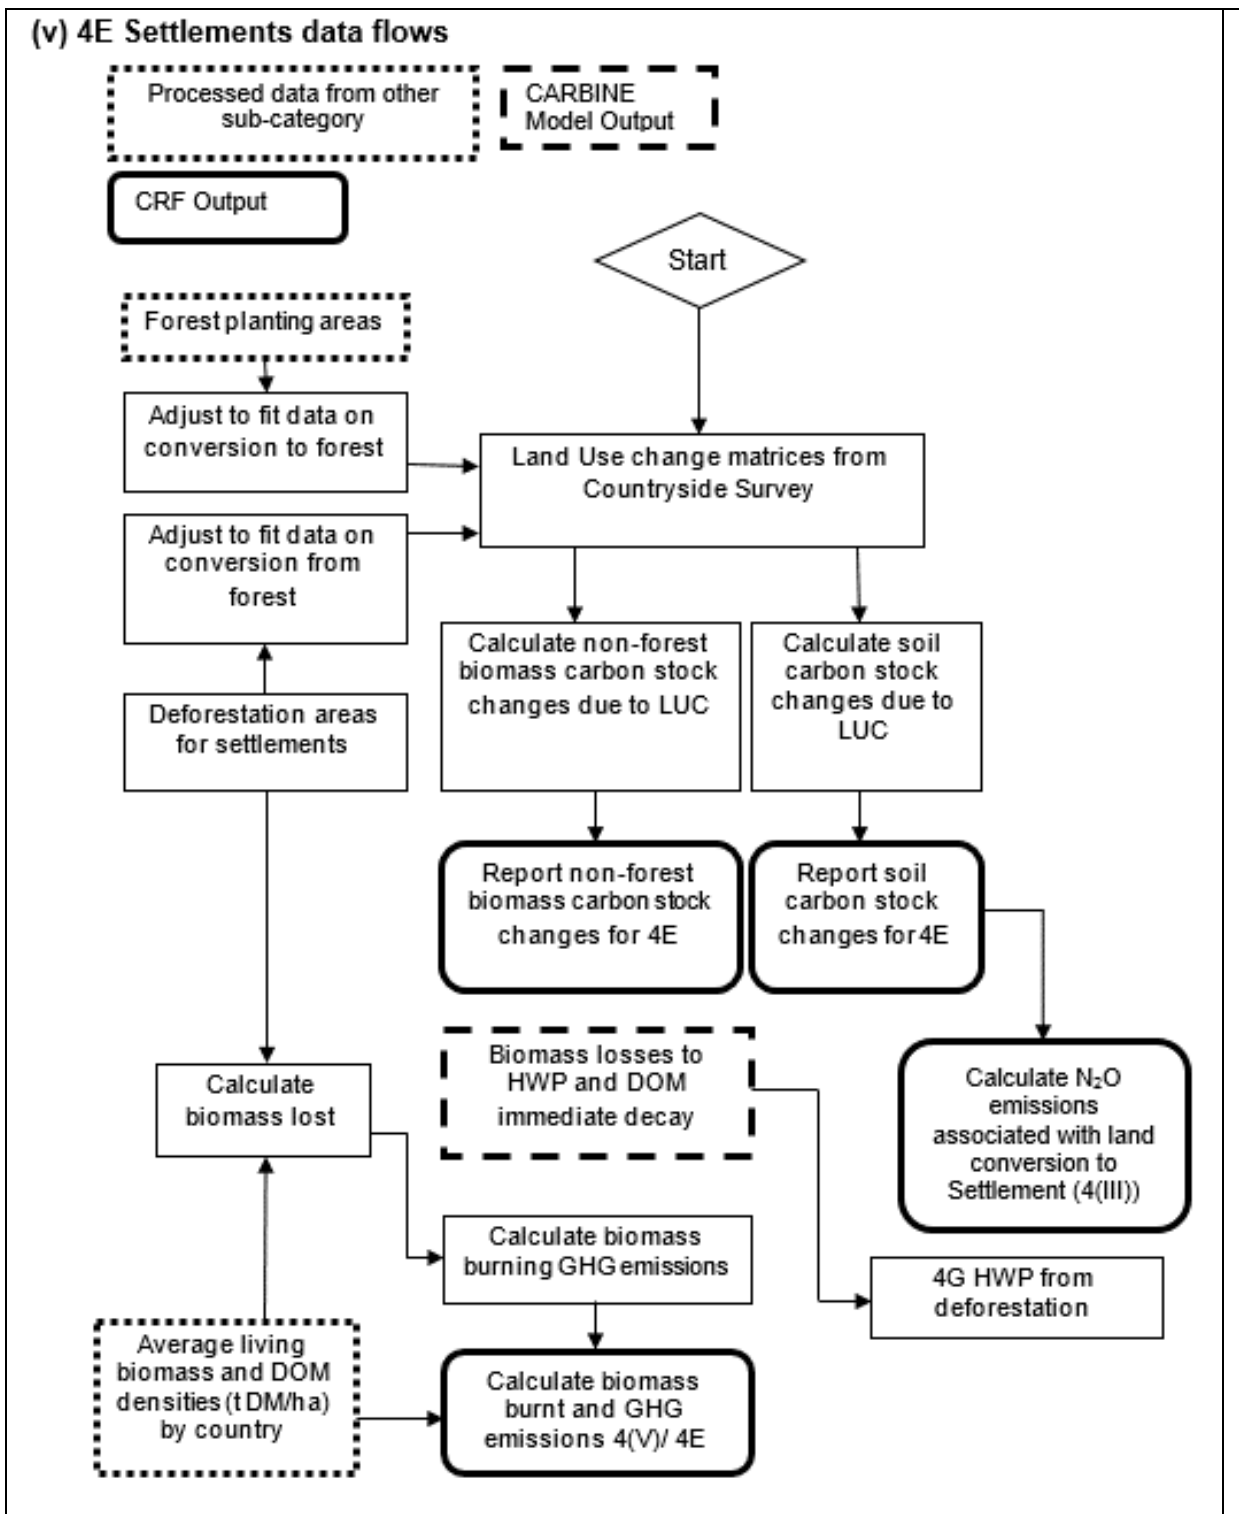 (v) 4E Settlements data flows
Processed data from other
sub-category
CARBINE
Model Output
CRF Output
Start
Forest planting areas
Adjust to fit data on
conversion to forest
Land Use change matrices from
Countryside Survey
Adjust to fit data on
conversion from
forest
Calculate non-forest
biomass carbon stock
changes due to LUC
Calculate soil
carbon stock
changes due to
LUC
Deforestation areas
for settlements
Report non-forest
biomass carbon stock
changes for 4E
Report soil
carbon stock
changes for 4E
Biomass losses to
HWP and DOM
immediate decay
Calculate
biomass lost
Calculate N₂O
emissions
associated with land
conversion to
Settlement (4(III))
Calculate biomass
burning GHG emissions
4G HWP from
deforestation
Average living
biomass and DOM
densities (t DM/ha)
by country
Calculate biomass
burnt and GHG
emissions 4(V)/ 4E